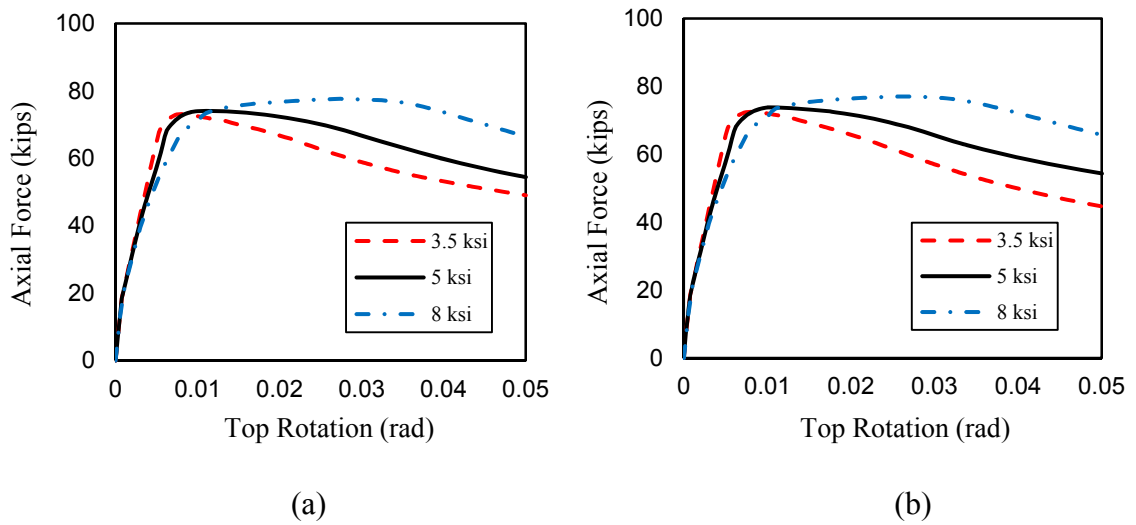 100
80
60
40
20
0
Axial Force (kips)
3.5 ksi
5 ksi
8 ksi
0 0.01 0.02 0.03 0.04 0.05
Top Rotation (rad)
(a)
100
80
60
40
20
0
Axial Force (kips)
3.5 ksi
5 ksi
8 ksi
0 0.01 0.02 0.03 0.04 0.05
Top Rotation (rad)
(b)